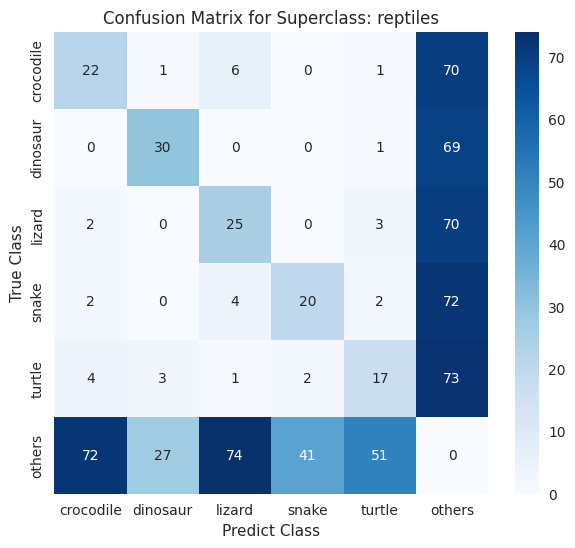 Confusion Matrix for Superclass: reptiles
True Class
crocodile 22 1 6 0 1 70
dinosaur 0 30 0 0 1 69
lizard 2 0 25 0 3 70
snake 2 0 4 20 2 72
turtle 4 3 1 2 17 73
others 72 27 74 41 51 0
crocodile dinosaur lizard snake turtle others
Predict Class
70
60
50
40
30
20
10
0